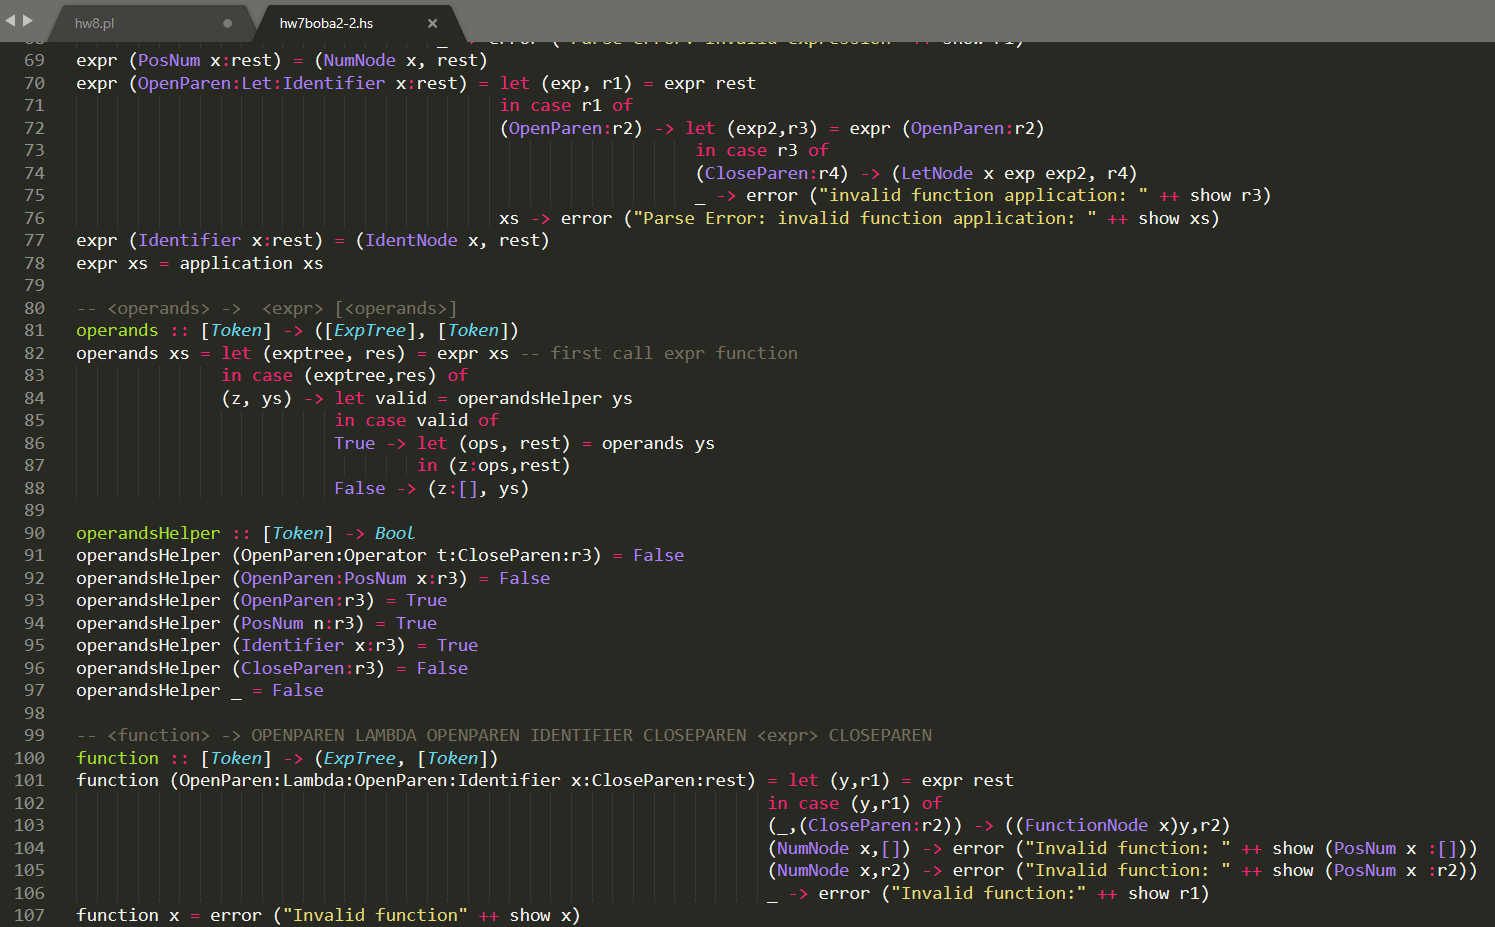 hw8.pl
hw7boba2-2.hs
69 expr (PosNum x:rest) = (NumNode x, rest)
70 expr (OpenParen:Let:Identifier x:rest) = let (exp, r1) = expr rest
71 in case r1 of
72 (OpenParen:r2) -> let (exp2,r3) = expr (OpenParen:r2)
73 in case r3 of
74 (CloseParen:r4) -> (LetNode x exp exp2, r4)
75 _ -> error ("invalid function application: " ++ show r3)
76 xs -> error ("Parse Error: invalid function application: " ++ show xs)
77 expr (Identifier x:rest) = (IdentNode x, rest)
78 expr xs = application xs
79
80 -- <operands> ->  <expr> [<operands>]
81 operands :: [Token] -> ([ExpTree], [Token])
82 operands xs = let (exptree, res) = expr xs -- first call expr function
83 in case (exptree,res) of
84 (z, ys) -> let valid = operandsHelper ys
85 in case valid of
86 True -> let (ops, rest) = operands ys
87 in (z:ops,rest)
88 False -> (z:[], ys)
89
90 operandsHelper :: [Token] -> Bool
91 operandsHelper (OpenParen:Operator t:CloseParen:r3) = False
92 operandsHelper (OpenParen:PosNum x:r3) = False
93 operandsHelper (OpenParen:r3) = True
94 operandsHelper (PosNum n:r3) = True
95 operandsHelper (Identifier x:r3) = True
96 operandsHelper (CloseParen:r3) = False
97 operandsHelper _ = False
98
99 -- <function> -> OPENPAREN LAMBDA OPENPAREN IDENTIFIER CLOSEPAREN <expr> CLOSEPAREN
100 function :: [Token] -> (ExpTree, [Token])
101 function (OpenParen:Lambda:OpenParen:Identifier x:CloseParen:rest) = let (y,r1) = expr rest
102 in case (y,r1) of
103 (_,(CloseParen:r2)) -> ((FunctionNode x)y,r2)
104 (NumNode x,[]) -> error ("Invalid function: " ++ show (PosNum x :[]))
105 (NumNode x,r2) -> error ("Invalid function: " ++ show (PosNum x :r2))
106 _ -> error ("Invalid function:" ++ show r1)
107 function x = error ("Invalid function" ++ show x)